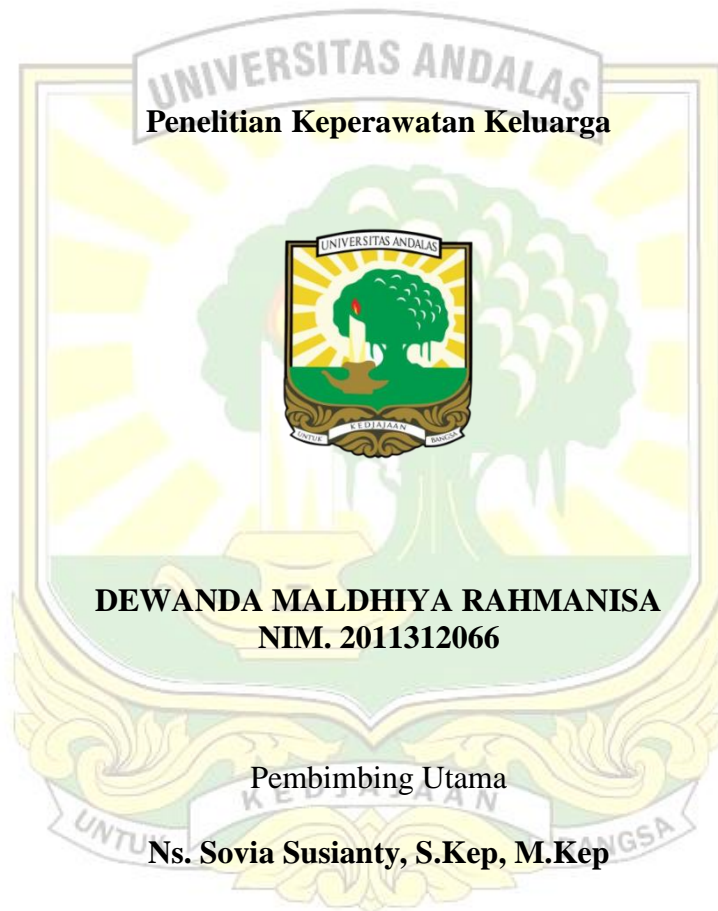 UNIVERSITAS ANDALAS
Penelitian Keperawatan Keluarga
UNIVERSITAS ANDALAS
UNTUK KEDJAJAAN BANGSA
DEWANDA MALDHIYA RAHMANISA
NIM. 2011312066
Pembimbing Utama
UNTUK KEDJAJAAN BANGSA
Ns. Sovia Susianty, S.Kep, M.Kep